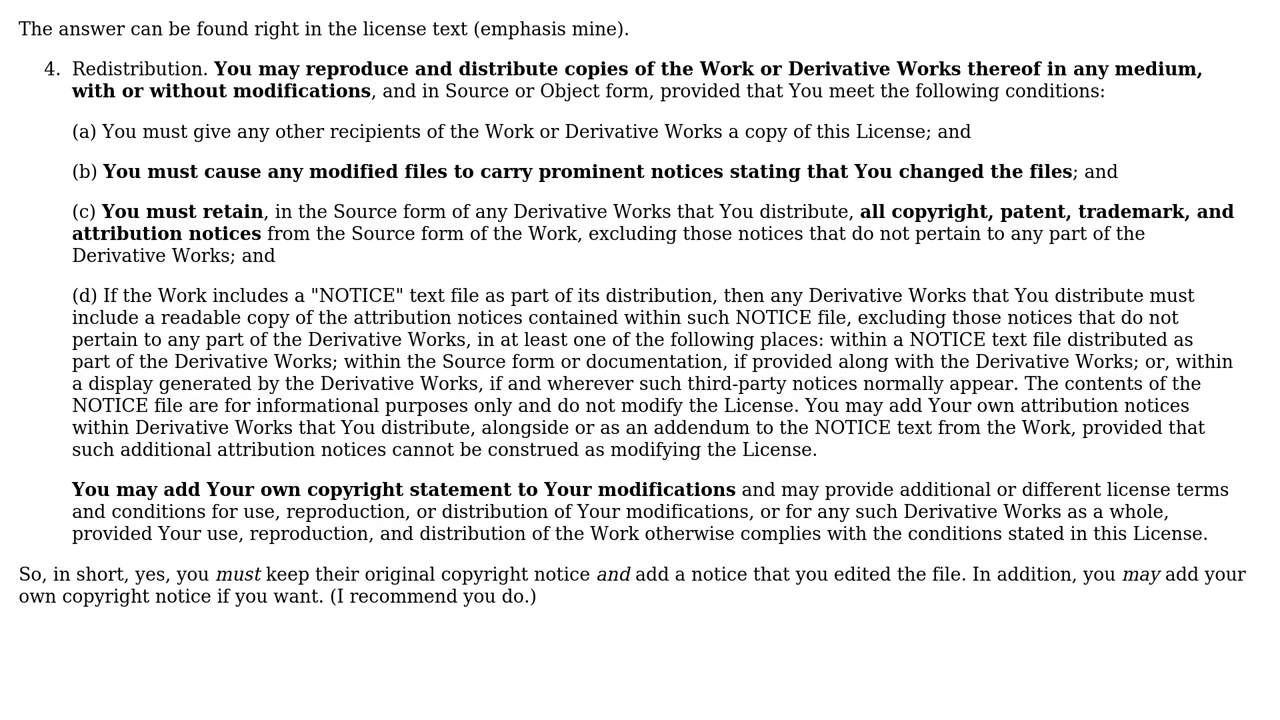 The answer can be found right in the license text (emphasis mine).
4. Redistribution. You may reproduce and distribute copies of the Work or Derivative Works thereof in any medium,
with or without modifications, and in Source or Object form, provided that You meet the following conditions:
(a) You must give any other recipients of the Work or Derivative Works a copy of this License; and
(b) You must cause any modified files to carry prominent notices stating that You changed the files; and
(c) You must retain, in the Source form of any Derivative Works that You distribute, all copyright, patent, trademark, and
attribution notices from the Source form of the Work, excluding those notices that do not pertain to any part of the
Derivative Works; and
(d) If the Work includes a "NOTICE" text file as part of its distribution, then any Derivative Works that You distribute must
include a readable copy of the attribution notices contained within such NOTICE file, excluding those notices that do not
pertain to any part of the Derivative Works, in at least one of the following places: within a NOTICE text file distributed as
part of the Derivative Works; within the Source form or documentation, if provided along with the Derivative Works; or, within
a display generated by the Derivative Works, if and wherever such third-party notices normally appear. The contents of the
NOTICE file are for informational purposes only and do not modify the License. You may add Your own attribution notices
within Derivative Works that You distribute, alongside or as an addendum to the NOTICE text from the Work, provided that
such additional attribution notices cannot be construed as modifying the License.
You may add Your own copyright statement to Your modifications and may provide additional or different license terms
and conditions for use, reproduction, or distribution of Your modifications, or for any such Derivative Works as a whole,
provided Your use, reproduction, and distribution of the Work otherwise complies with the conditions stated in this License.
So, in short, yes, you must keep their original copyright notice and add a notice that you edited the file. In addition, you may add your
own copyright notice if you want. (I recommend you do.)